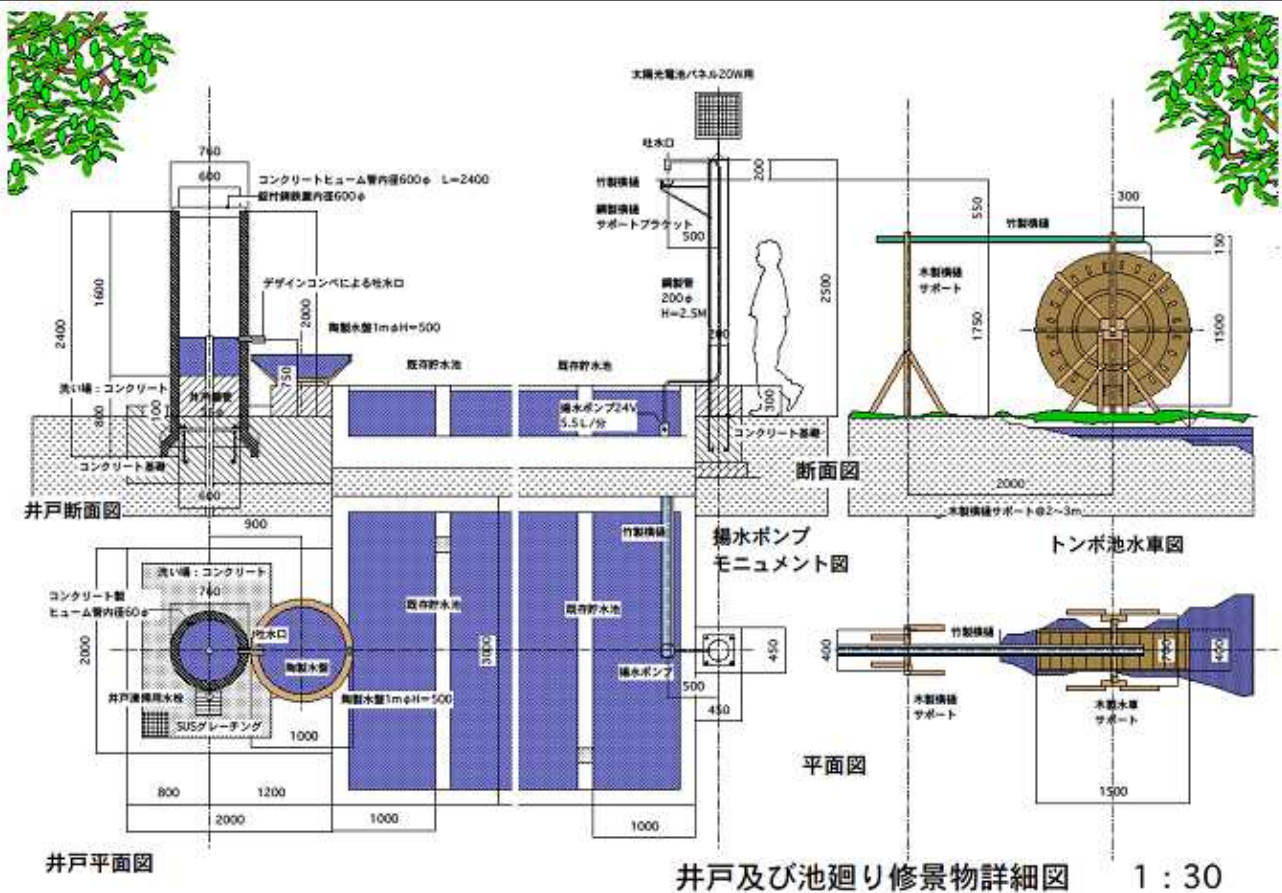 太陽光電池パネル20W用
760
600
コンクリートヒューム管内径600φ L=2400
錠付鋼鉄蓋内径600φ
吐水口
200
竹製横樋
鋼製横樋
サポートブラケット
500
550
300
竹製横樋
150
木製横樋
サポート
デザインコンペによる吐水口
2400
1600
2000
陶製水盤1mφH=500
鋼製管
200φ
H=2.5M
200
2500
1750
1500
既存貯水池
既存貯水池
750
洗い場：コンクリート
800
100
揚水ポンプ24V
5.5L/分
300
コンクリート基礎
コンクリート基礎
600
断面図
2000
木製横樋サポート@2〜3m
井戸断面図
900
竹製横樋
揚水ポンプ
モニュメント図
トンボ池水車図
洗い場：コンクリート
コンクリート製
ヒューム管内径60φ
760
吐水口
既存貯水池
既存貯水池
2000
陶製水盤
3000
揚水ポンプ
450
400
竹製横樋
700
400
井戸連携用水栓
陶製水盤1mφH=500
500
450
SUSグレーチング
1000
木製横樋
サポート
木製水車
サポート
平面図
800
1200
1500
2000
1000
1000
井戸平面図
井戸及び池廻り修景物詳細図 1：30